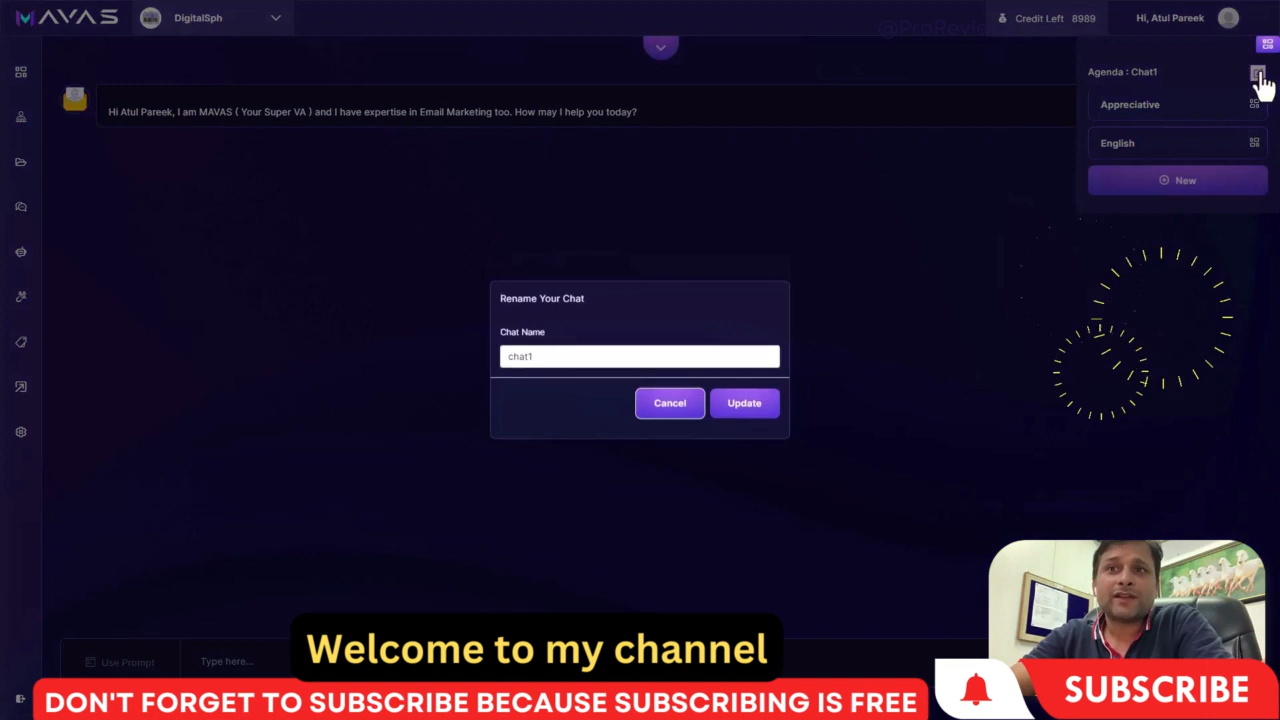 MAVAS
DigitalSph
@ProRevie
Credit Left 8989
Hi, Atul Pareek
Agenda : Chat1
Hi Atul Pareek, I am MAVAS ( Your Super VA ) and I have expertise in Email Marketing too. How may I help you today?
Appreciative
English
New
Rename Your Chat
Chat Name
chat1
Cancel
Update
Use Prompt
Type here...
Welcome to my channel
DON'T FORGET TO SUBSCRIBE BECAUSE SUBSCRIBING IS FREE
SUBSCRIBE